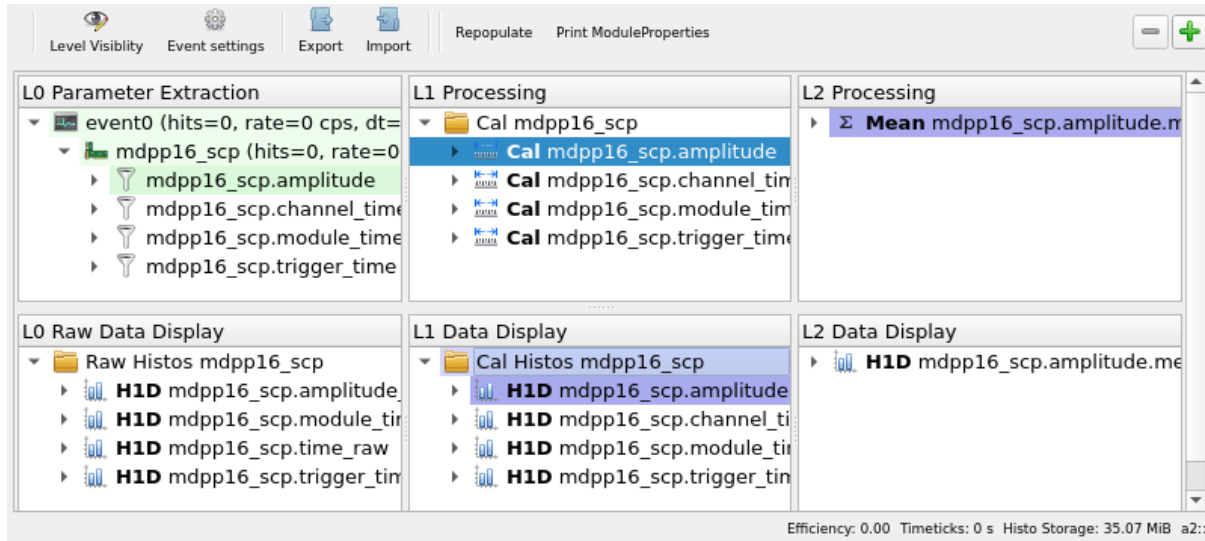 Level Visiblity Event settings Export Import Repopulate Print ModuleProperties
L0 Parameter Extraction
event0 (hits=0, rate=0 cps, dt=
mdpp16_scp (hits=0, rate=0
mdpp16_scp.amplitude
mdpp16_scp.channel_time
mdpp16_scp.module_time
mdpp16_scp.trigger_time
L1 Processing
Cal mdpp16_scp
Cal mdpp16_scp.amplitude
Cal mdpp16_scp.channel_tim
Cal mdpp16_scp.module_tim
Cal mdpp16_scp.trigger_time
L2 Processing
Σ Mean mdpp16_scp.amplitude.m
L0 Raw Data Display
Raw Histos mdpp16_scp
H1D mdpp16_scp.amplitude_
H1D mdpp16_scp.module_tir
H1D mdpp16_scp.time_raw
H1D mdpp16_scp.trigger_tim
L1 Data Display
Cal Histos mdpp16_scp
H1D mdpp16_scp.amplitude
H1D mdpp16_scp.channel_ti
H1D mdpp16_scp.module_ti
H1D mdpp16_scp.trigger_tim
L2 Data Display
H1D mdpp16_scp.amplitude.me
Efficiency: 0.00 Timeticks: 0 s Histo Storage: 35.07 MiB a2::